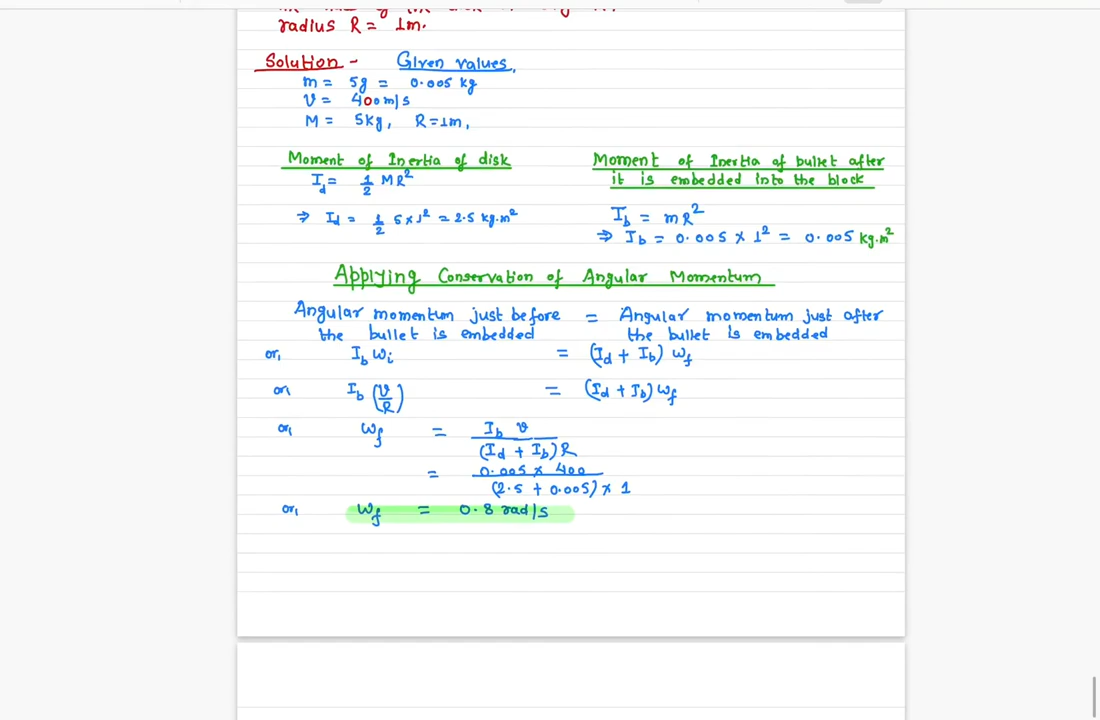 radius R = 1m.
Solution - Given values,
m = 5g = 0.005 kg
v = 400 m/s
M = 5kg, R=1m,
Moment of Inertia of disk
I_d = 1/2 MR²
⇒ I_d = 1/2 5×1² = 2.5 kg.m²
Moment of Inertia of bullet after
it is embedded into the block
I_b = mR²
⇒ I_b = 0.005 × 1² = 0.005 kg.m²
Applying Conservation of Angular Momentum
Angular momentum just before = Angular momentum just after
the bullet is embedded the bullet is embedded
or, I_b ω_i = (I_d + I_b) ω_f
or, I_b (v/R) = (I_d + I_b) ω_f
or, ω_f = I_b v / (I_d + I_b) R
= 0.005 × 400 / (2.5 + 0.005) × 1
or, ω_f = 0.8 rad/s